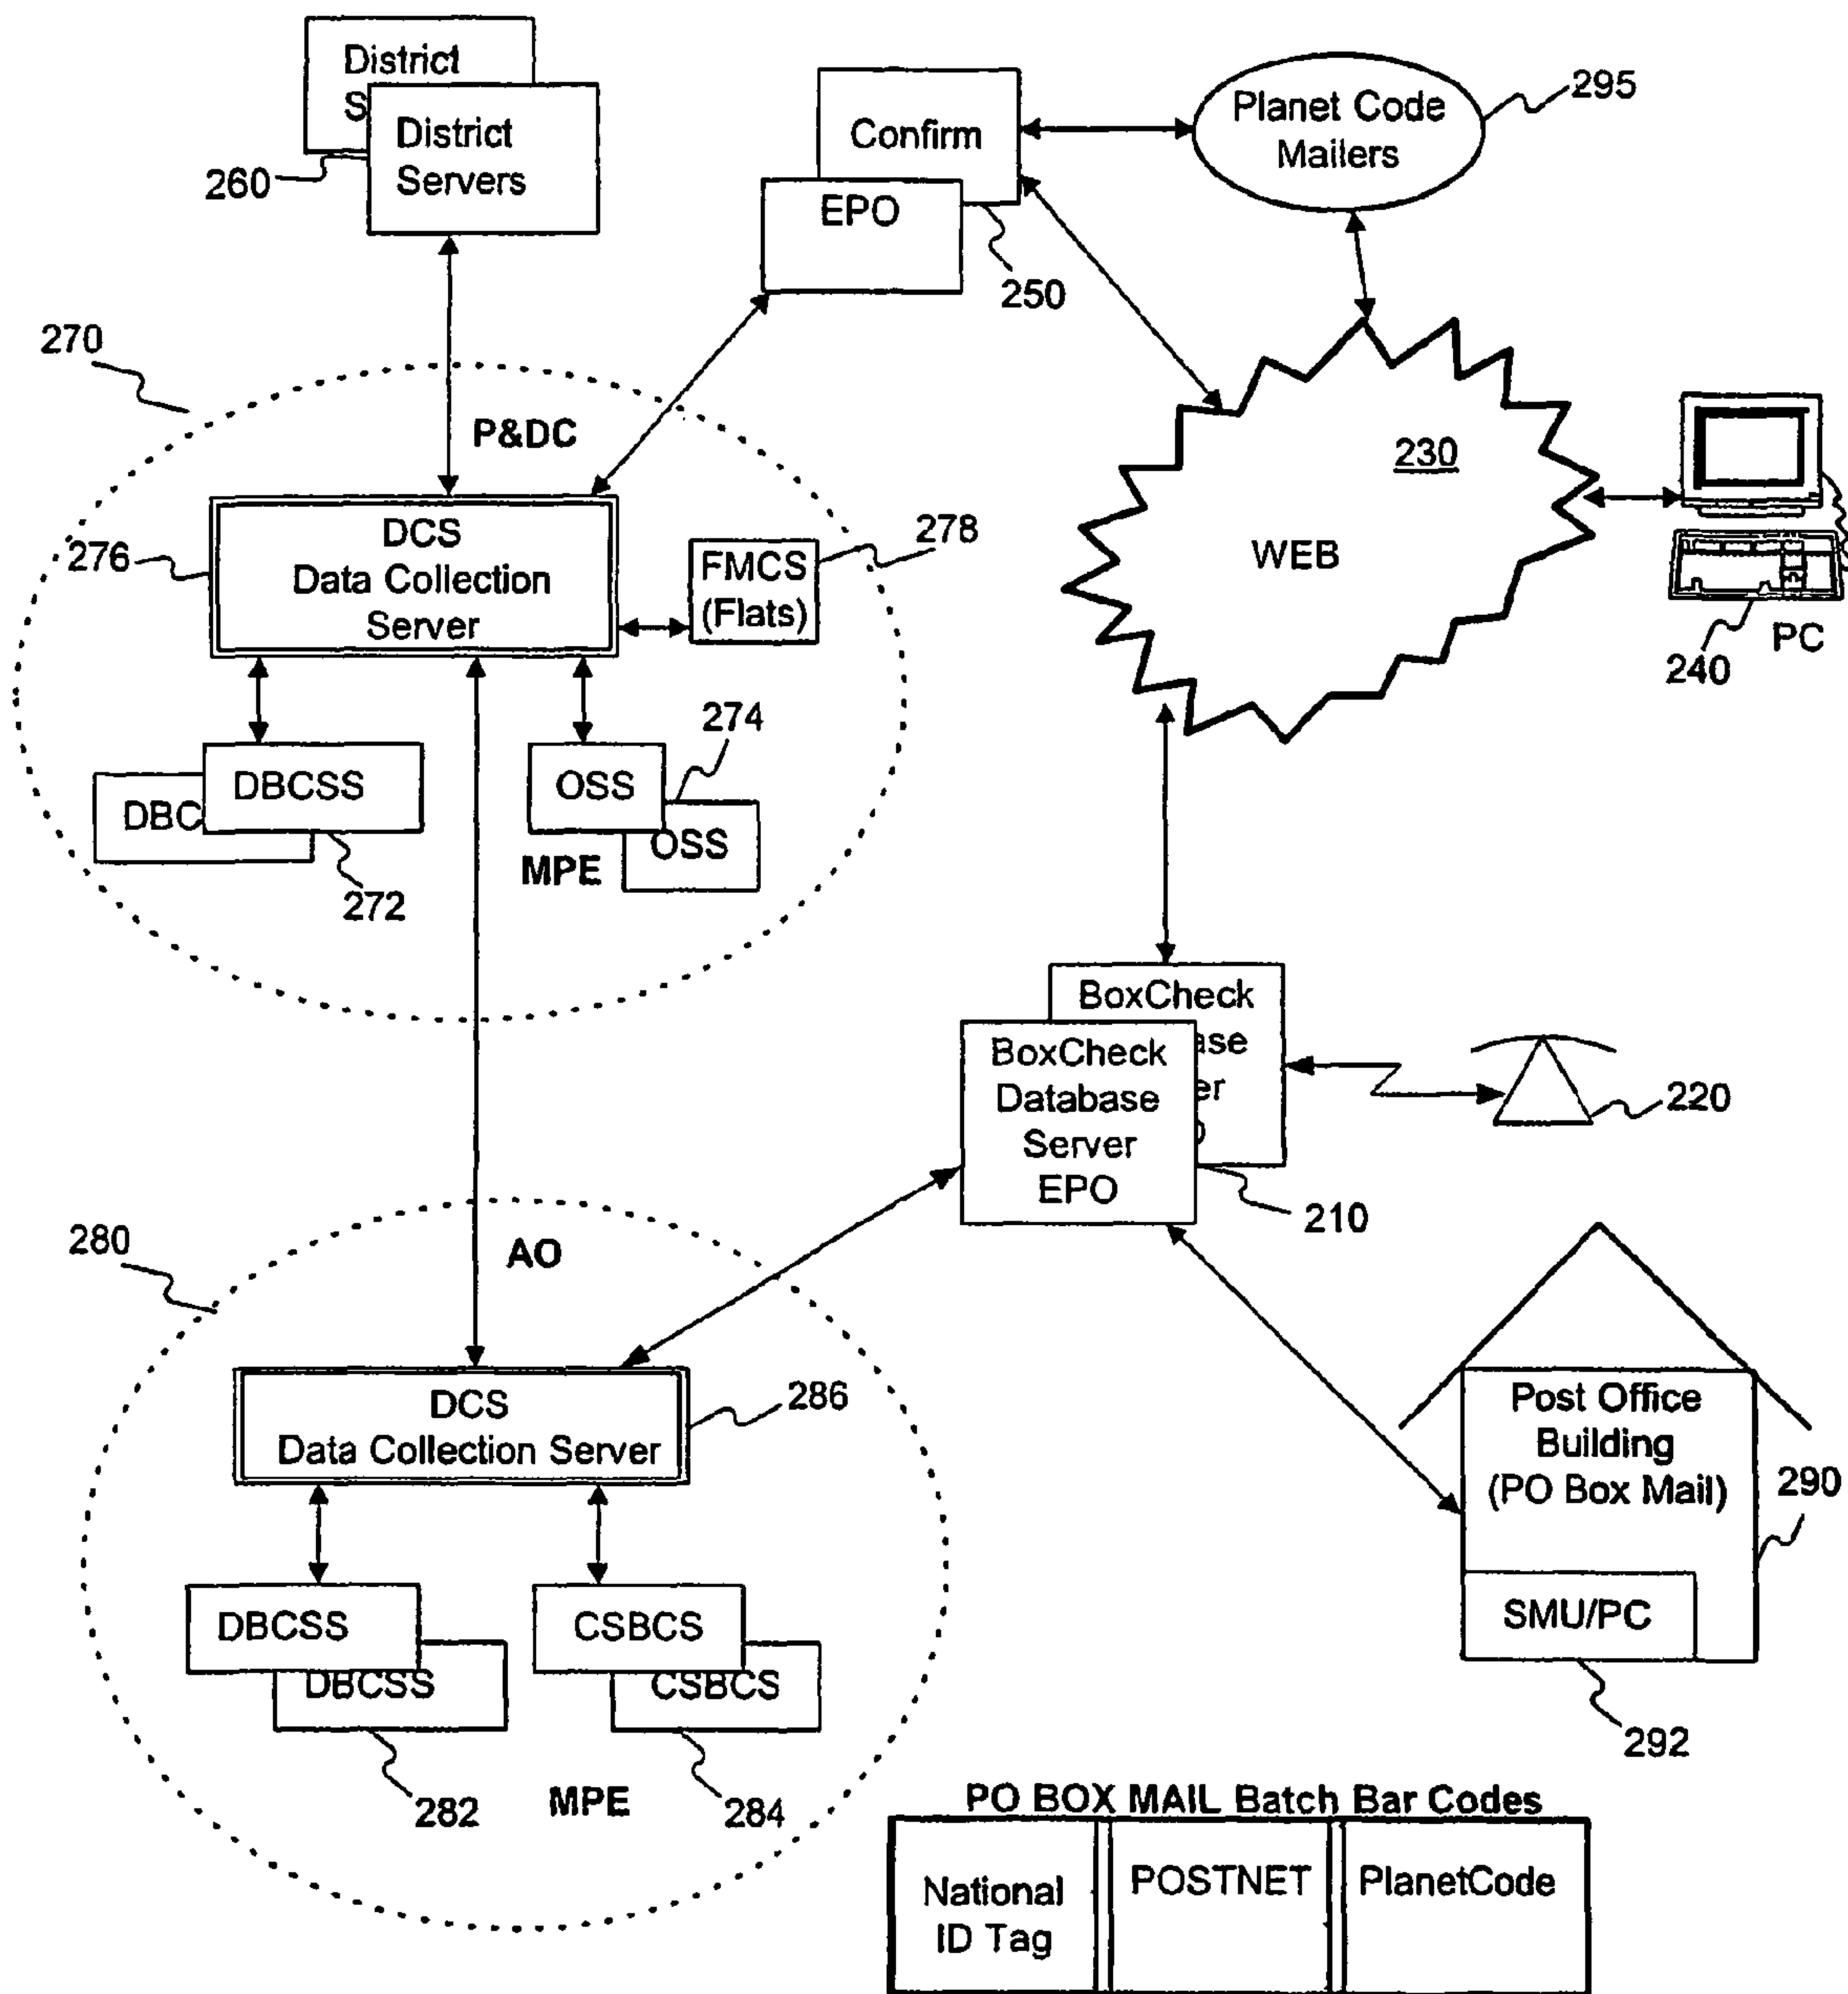 District
S
District
Servers
260
Confirm
EPO
250
Planet Code
Mailers
295
270
P&DC
DCS
Data Collection
Server
276
FMCS
(Flats)
278
DBCSS
DBC
272
OSS
OSS
274
MPE
230
WEB
PC
240
BoxCheck
ase
er
BoxCheck
Database
Server
EPO
210
220
280
AO
DCS
Data Collection Server
286
DBCSS
DBCSS
282
CSBCS
CSBCS
284
MPE
Post Office
Building
(PO Box Mail)
290
SMU/PC
292
PO BOX MAIL Batch Bar Codes
National
ID Tag
POSTNET
PlanetCode